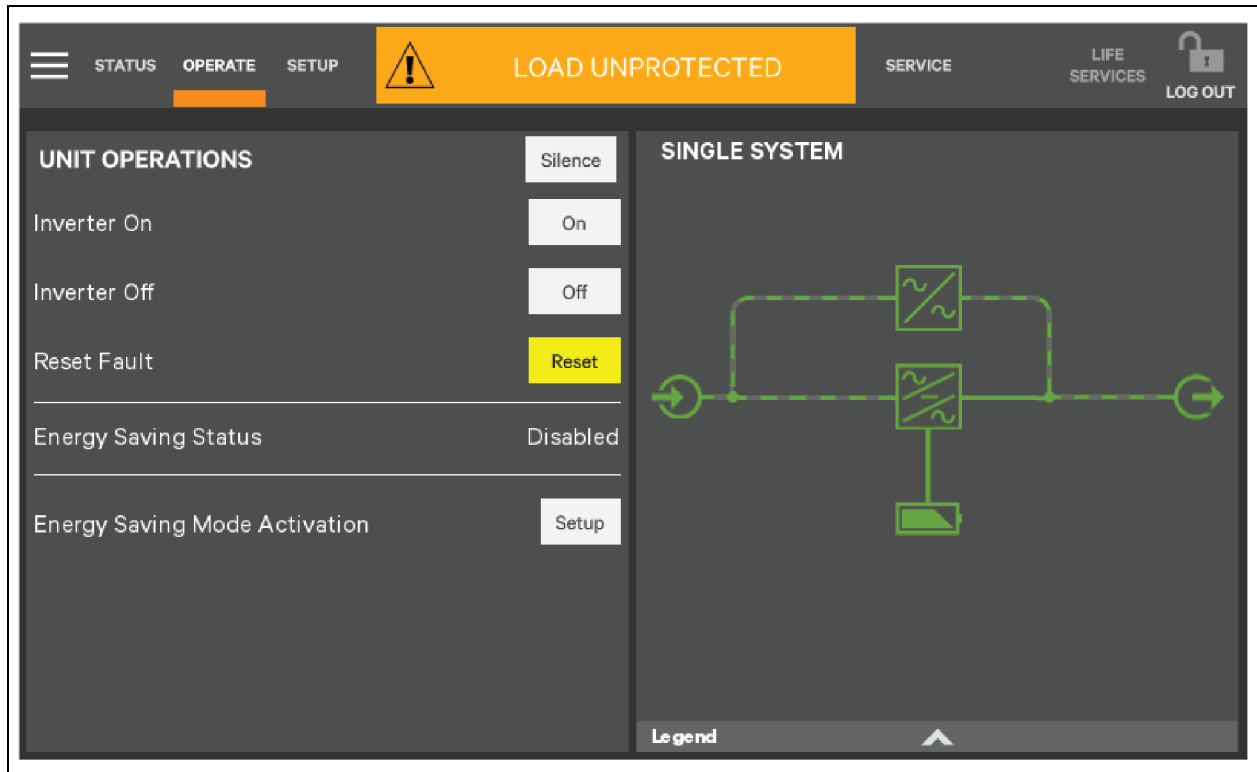 STATUS OPERATE SETUP
LOAD UNPROTECTED
SERVICE
LIFE
SERVICES
LOG OUT
UNIT OPERATIONS
Silence
Inverter On
On
Inverter Off
Off
Reset Fault
Reset
Energy Saving Status
Disabled
Energy Saving Mode Activation
Setup
SINGLE SYSTEM
Legend